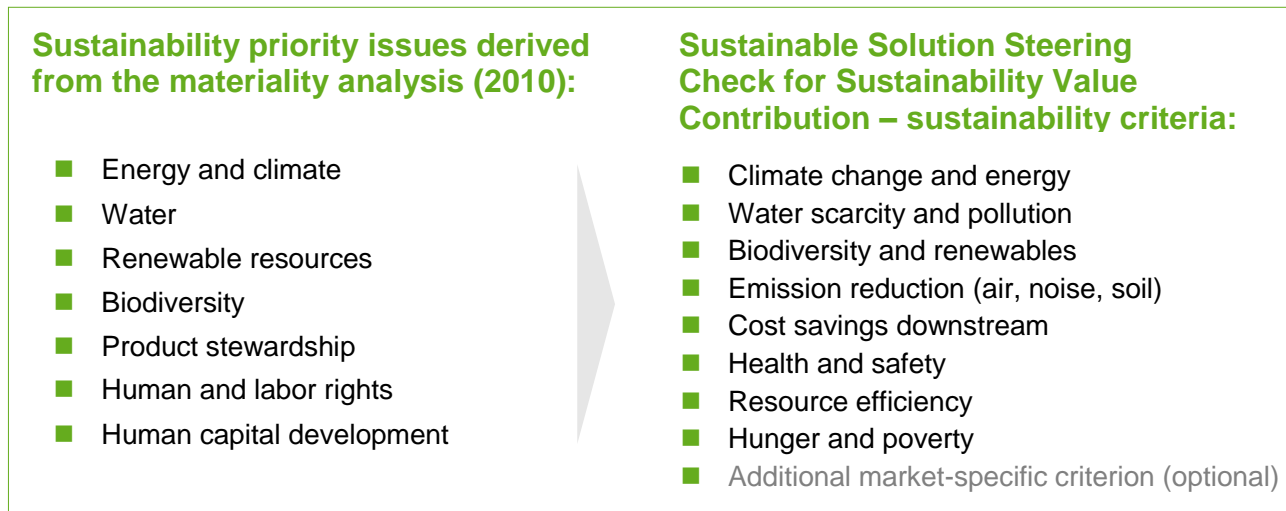 Sustainability priority issues derived
from the materiality analysis (2010):
Energy and climate
Water
Renewable resources
Biodiversity
Product stewardship
Human and labor rights
Human capital development
Sustainable Solution Steering
Check for Sustainability Value
Contribution – sustainability criteria:
Climate change and energy
Water scarcity and pollution
Biodiversity and renewables
Emission reduction (air, noise, soil)
Cost savings downstream
Health and safety
Resource efficiency
Hunger and poverty
Additional market-specific criterion (optional)